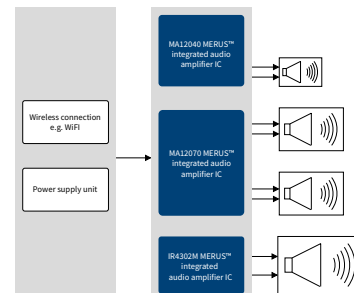 MA12040 MERUS™
integrated audio
amplifier IC
Wireless connection
e.g. WiFI
MA12070 MERUS™
integrated audio
amplifier IC
Power supply unit
IR4302M MERUS™
integrated
audio amplifier IC